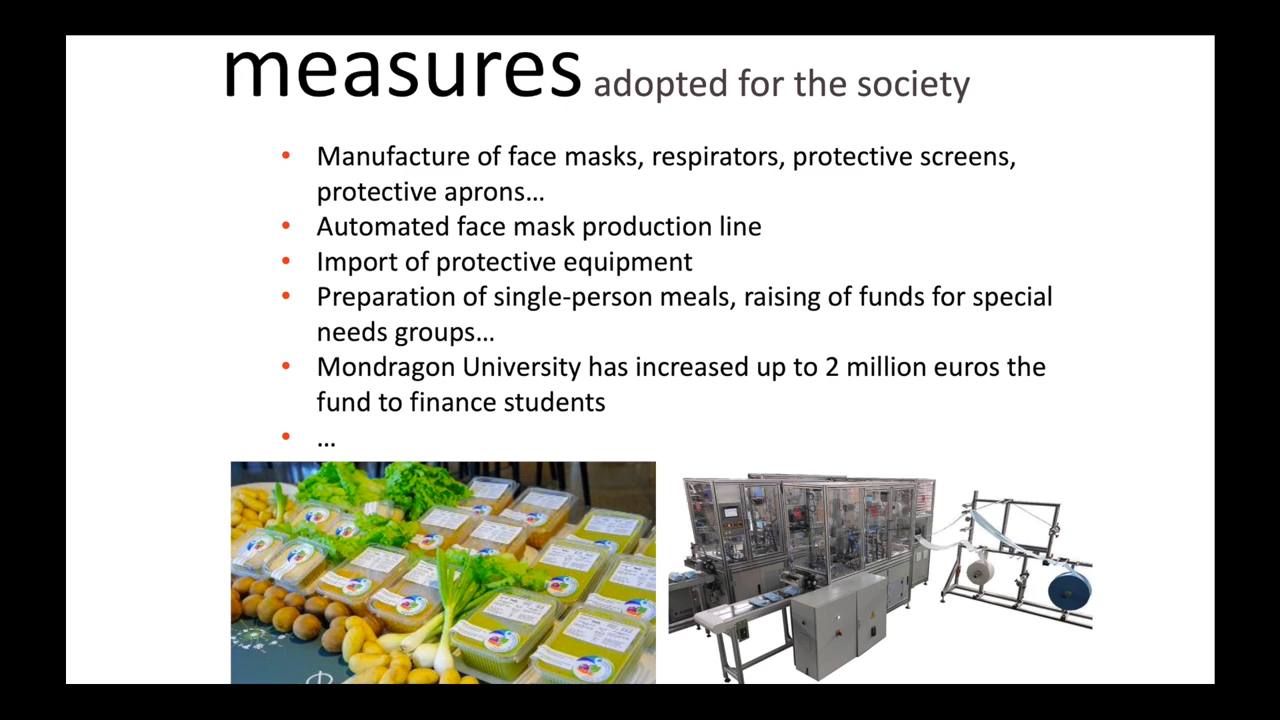 measures adopted for the society
• Manufacture of face masks, respirators, protective screens,
protective aprons...
• Automated face mask production line
• Import of protective equipment
• Preparation of single-person meals, raising of funds for special
needs groups...
• Mondragon University has increased up to 2 million euros the
fund to finance students
• ...